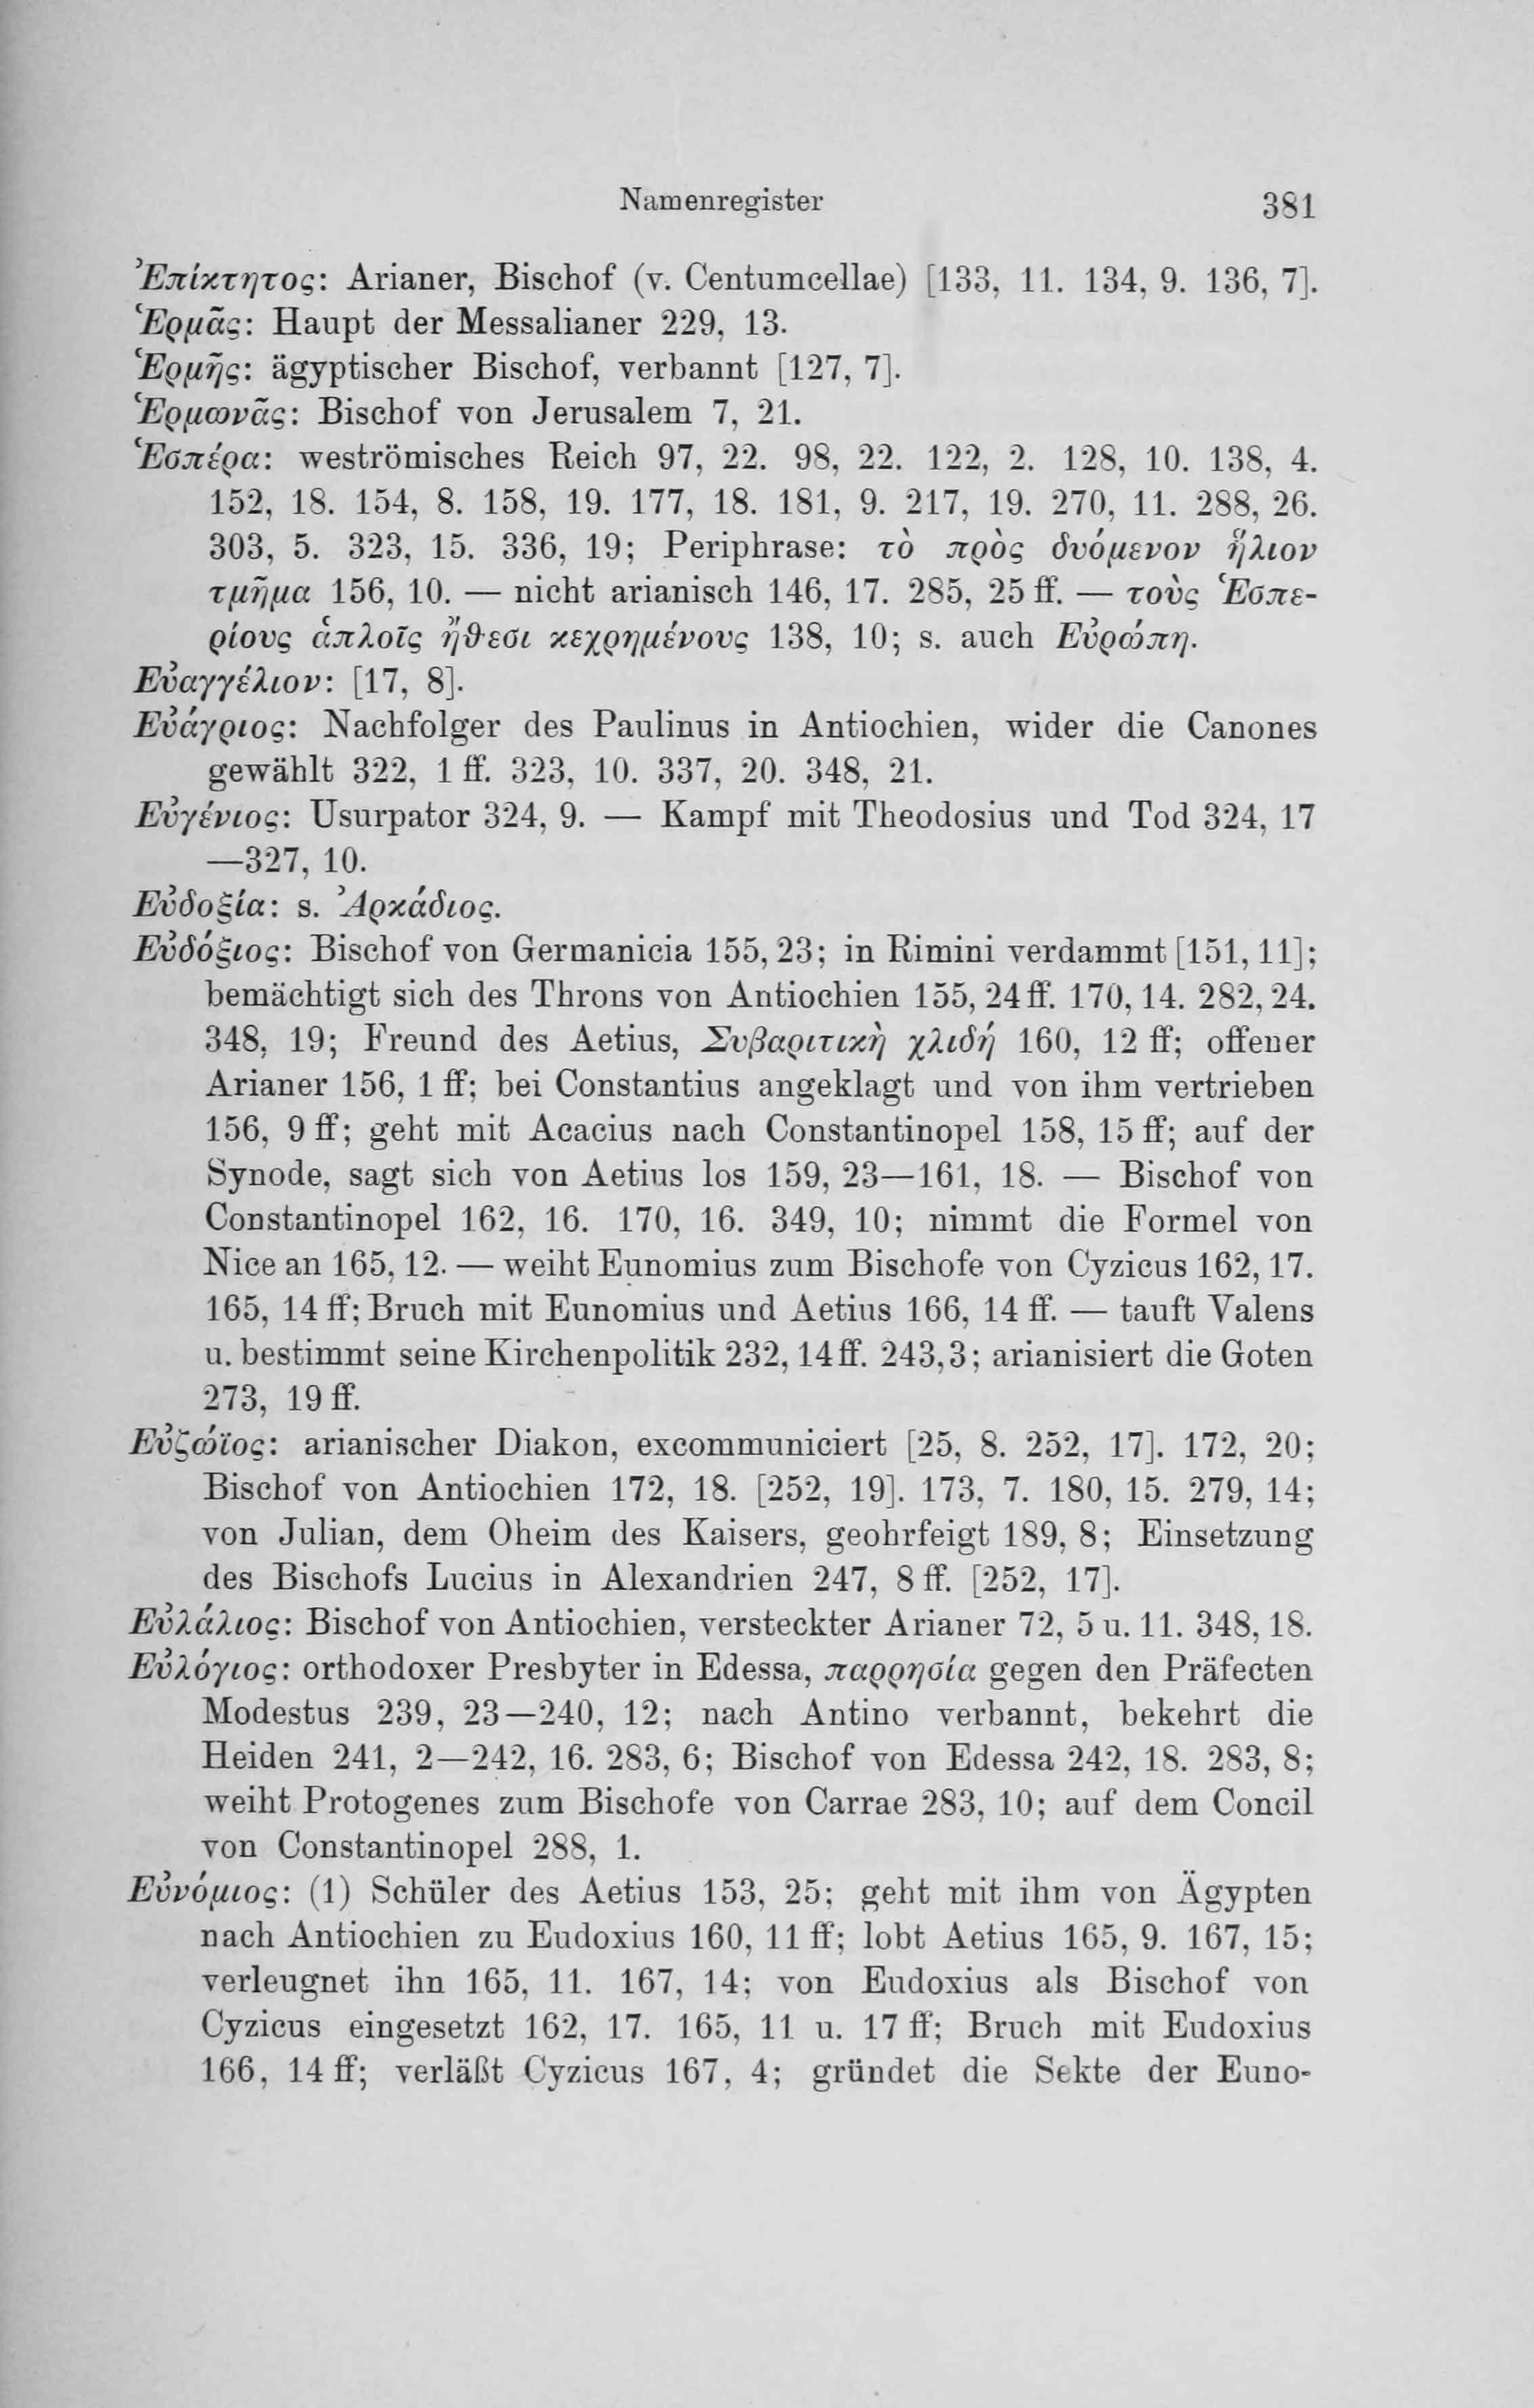 Namenregister 381
Ἐπίκτητος: Arianer, Bischof (v. Centumcellae) [133, 11. 134, 9. 136, 7].
Ἑρμᾶς: Haupt der Messalianer 229, 13.
Ἑρμῆς: ägyptischer Bischof, verbannt [127, 7].
Ἑρμωνᾶς: Bischof von Jerusalem 7, 21.
Ἑσπέρα: weströmisches Reich 97, 22. 98, 22. 122, 2. 128, 10. 138, 4.
152, 18. 154, 8. 158, 19. 177, 18. 181, 9. 217, 19. 270, 11. 288, 26.
303, 5. 323, 15. 336, 19; Periphrase: τὸ πρὸς δυόμενον ἥλιον
τμῆμα 156, 10. — nicht arianisch 146, 17. 285, 25 ff. — τοὺς Ἑσπε-
ρίους ἁπλοῖς ἤθεσι κεχρημένους 138, 10; s. auch Εὐρώπη.
Εὐαγγέλιον: [17, 8].
Εὐάγριος: Nachfolger des Paulinus in Antiochien, wider die Canones
gewählt 322, 1 ff. 323, 10. 337, 20. 348, 21.
Εὐγένιος: Usurpator 324, 9. — Kampf mit Theodosius und Tod 324, 17
—327, 10.
Εὐδοξία: s. Ἀρκάδιος.
Εὐδόξιος: Bischof von Germanicia 155, 23; in Rimini verdammt [151, 11];
bemächtigt sich des Throns von Antiochien 155, 24 ff. 170, 14. 282, 24.
348, 19; Freund des Aetius, Συβαριτικὴ χλιδή 160, 12 ff; offener
Arianer 156, 1 ff; bei Constantius angeklagt und von ihm vertrieben
156, 9 ff; geht mit Acacius nach Constantinopel 158, 15 ff; auf der
Synode, sagt sich von Aetius los 159, 23—161, 18. — Bischof von
Constantinopel 162, 16. 170, 16. 349, 10; nimmt die Formel von
Nice an 165, 12. — weiht Eunomius zum Bischofe von Cyzicus 162, 17.
165, 14 ff; Bruch mit Eunomius und Aetius 166, 14 ff. — tauft Valens
u. bestimmt seine Kirchenpolitik 232, 14 ff. 243, 3; arianisiert die Goten
273, 19 ff.
Εὐζώϊος: arianischer Diakon, excommuniciert [25, 8. 252, 17]. 172, 20;
Bischof von Antiochien 172, 18. [252, 19]. 173, 7. 180, 15. 279, 14;
von Julian, dem Oheim des Kaisers, geohrfeigt 189, 8; Einsetzung
des Bischofs Lucius in Alexandrien 247, 8 ff. [252, 17].
Εὐλάλιος: Bischof von Antiochien, versteckter Arianer 72, 5 u. 11. 348, 18.
Εὐλόγιος: orthodoxer Presbyter in Edessa, παρρησία gegen den Präfecten
Modestus 239, 23—240, 12; nach Antino verbannt, bekehrt die
Heiden 241, 2—242, 16. 283, 6; Bischof von Edessa 242, 18. 283, 8;
weiht Protogenes zum Bischofe von Carrae 283, 10; auf dem Concil
von Constantinopel 288, 1.
Εὐνόμιος: (1) Schüler des Aetius 153, 25; geht mit ihm von Ägypten
nach Antiochien zu Eudoxius 160, 11 ff; lobt Aetius 165, 9. 167, 15;
verleugnet ihn 165, 11. 167, 14; von Eudoxius als Bischof von
Cyzicus eingesetzt 162, 17. 165, 11 u. 17 ff; Bruch mit Eudoxius
166, 14 ff; verläßt Cyzicus 167, 4; gründet die Sekte der Euno-